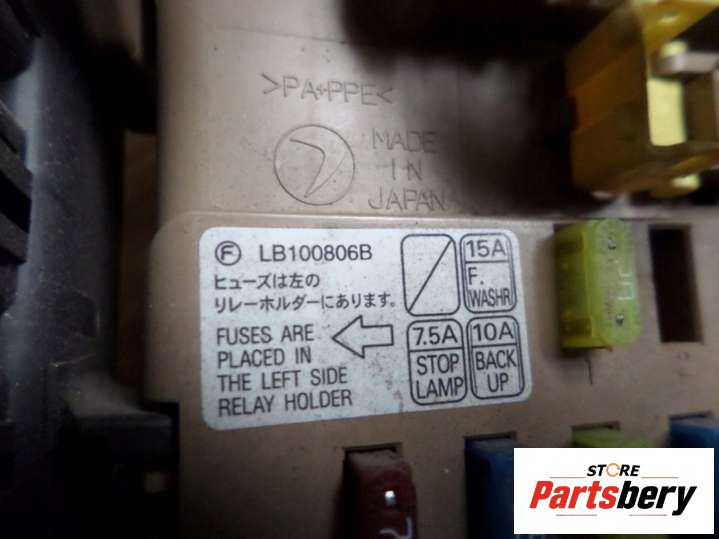 >PA+PPE<
MADE
IN
JAPAN
F LB100806B
ヒューズは左の
リレーホルダーにあります。
FUSES ARE
PLACED IN
THE LEFT SIDE
RELAY HOLDER
15A
F.
WASHR
7.5A
STOP
LAMP
10A
BACK
UP
20
STORE
Partsbery